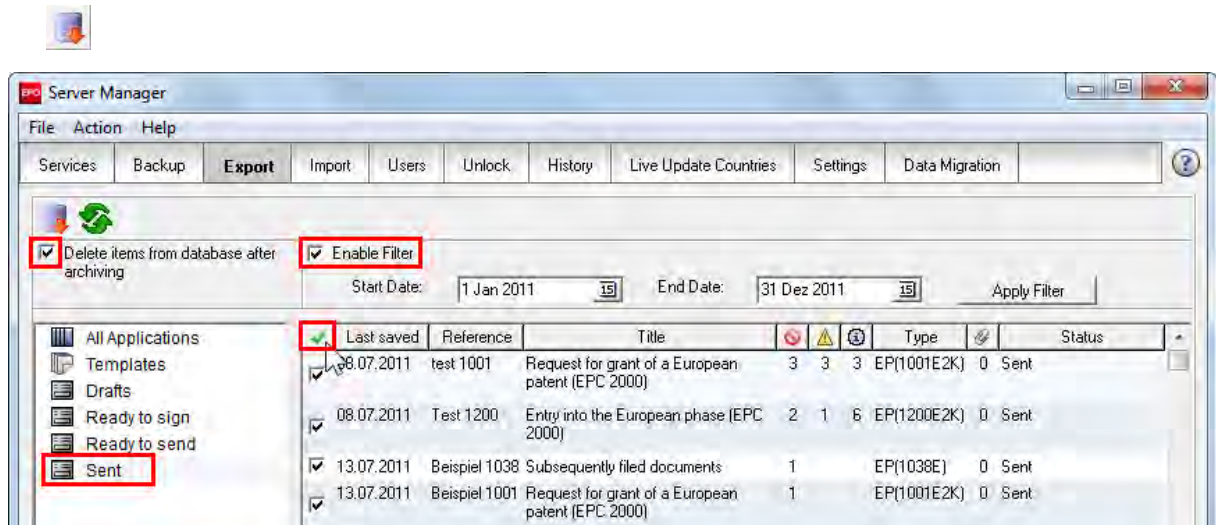 EPO Server Manager
File Action Help
Services Backup Export Import Users Unlock History Live Update Countries Settings Data Migration ?
Delete items from database after
archiving
Enable Filter
Start Date: 1 Jan 2011 15 End Date: 31 Dez 2011 15 Apply Filter
All Applications
Templates
Drafts
Ready to sign
Ready to send
Sent
Last saved Reference Title Type Status
08.07.2011 test 1001 Request for grant of a European 3 3 3 EP(1001E2K) 0 Sent
patent (EPC 2000)
08.07.2011 Test 1200 Entry into the European phase (EPC 2 1 6 EP(1200E2K) 0 Sent
2000)
13.07.2011 Beispiel 1038 Subsequently filed documents 1 EP(1038E) 0 Sent
13.07.2011 Beispiel 1001 Request for grant of a European 1 EP(1001E2K) 0 Sent
patent (EPC 2000)